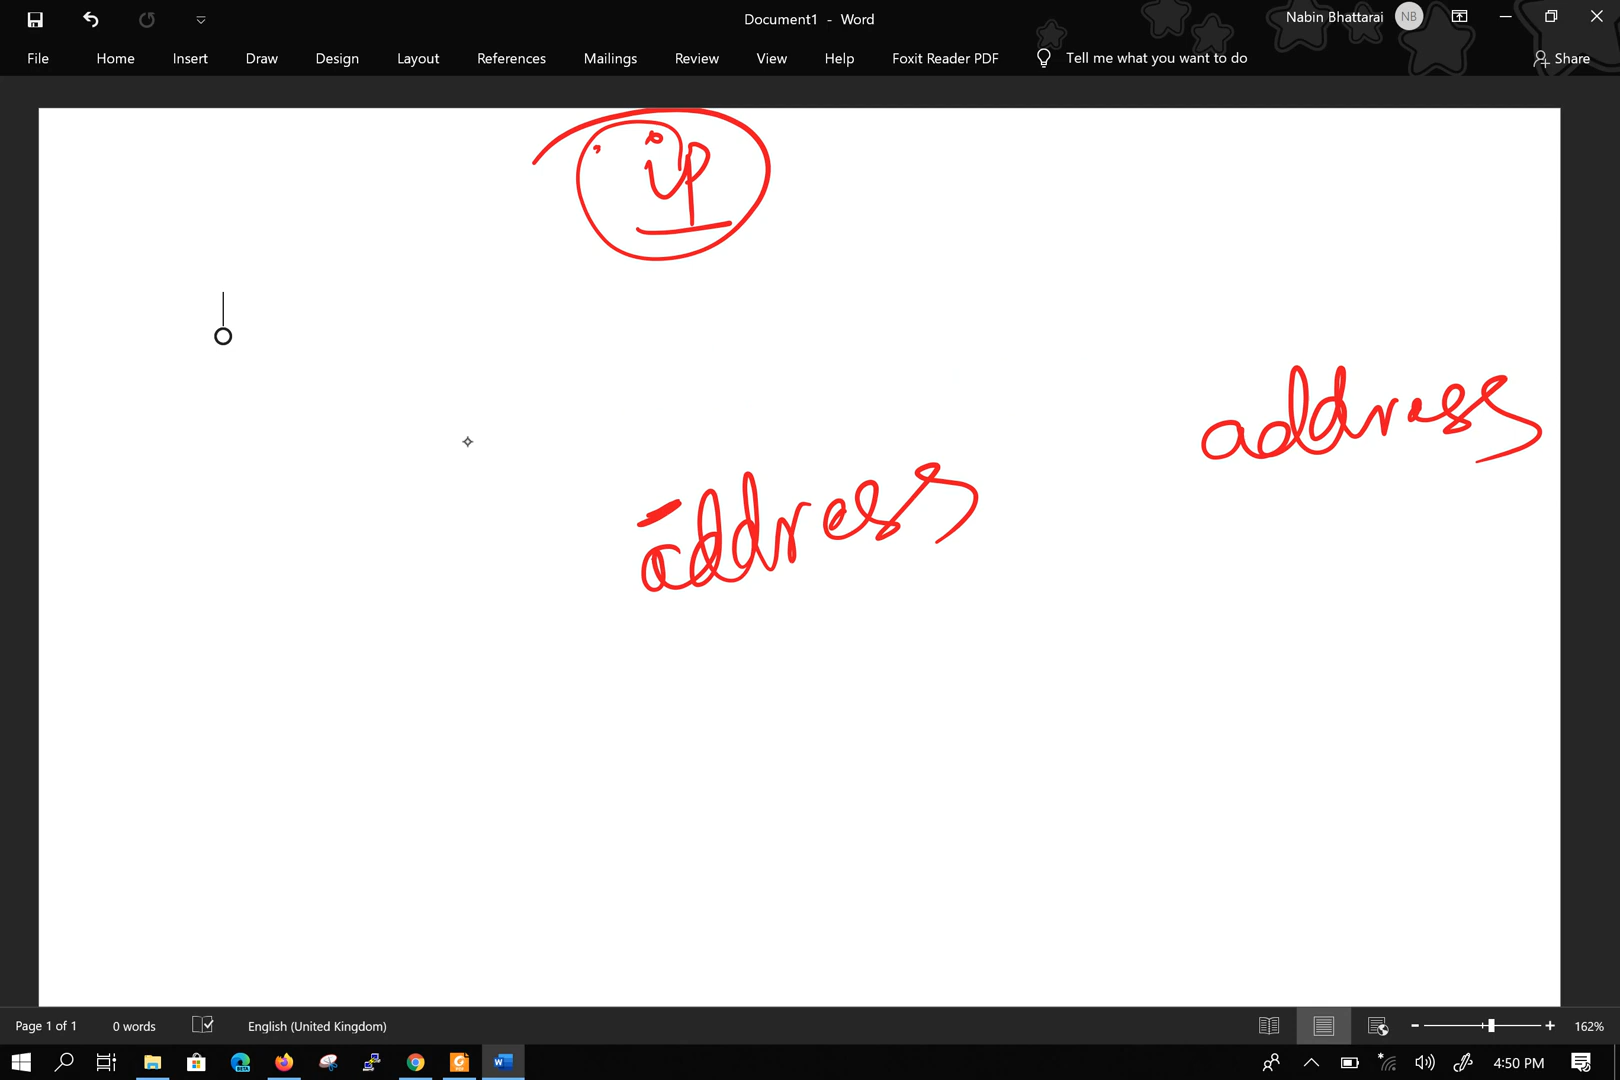 Document1 - Word
Nabin Bhattarai NB
File Home Insert Draw Design Layout References Mailings Review View Help Foxit Reader PDF Tell me what you want to do Share
ip
address
address
Page 1 of 1 0 words English (United Kingdom) 162%
BETA
4:50 PM